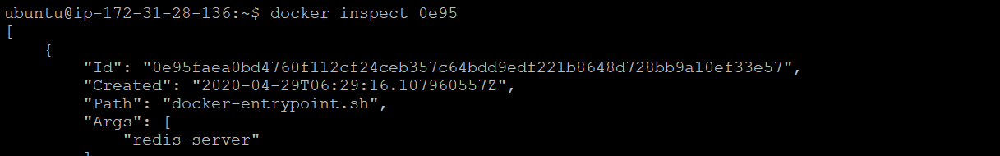 ubuntu@ip-172-31-28-136:~$ docker inspect 0e95
[
    {
        "Id": "0e95faea0bd4760f112cf24ceb357c64bdd9edf221b8648d728bb9a10ef33e57",
        "Created": "2020-04-29T06:29:16.107960557Z",
        "Path": "docker-entrypoint.sh",
        "Args": [
            "redis-server"